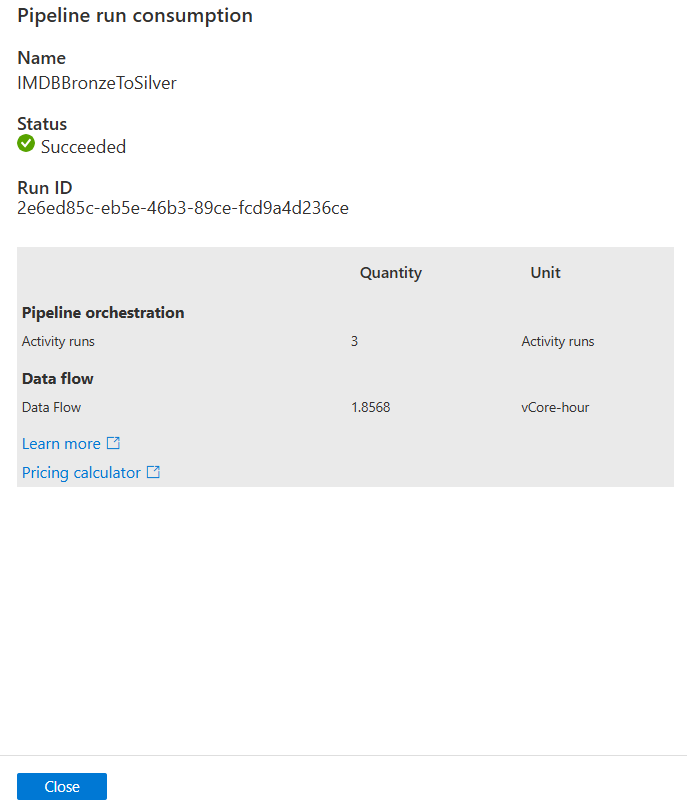 Pipeline run consumption
Name
IMDBBronzeToSilver
Status
Succeeded
Run ID
2e6ed85c-eb5e-46b3-89ce-fcd9a4d236ce
Quantity Unit
Pipeline orchestration
Activity runs 3 Activity runs
Data flow
Data Flow 1.8568 vCore-hour
Learn more
Pricing calculator
Close